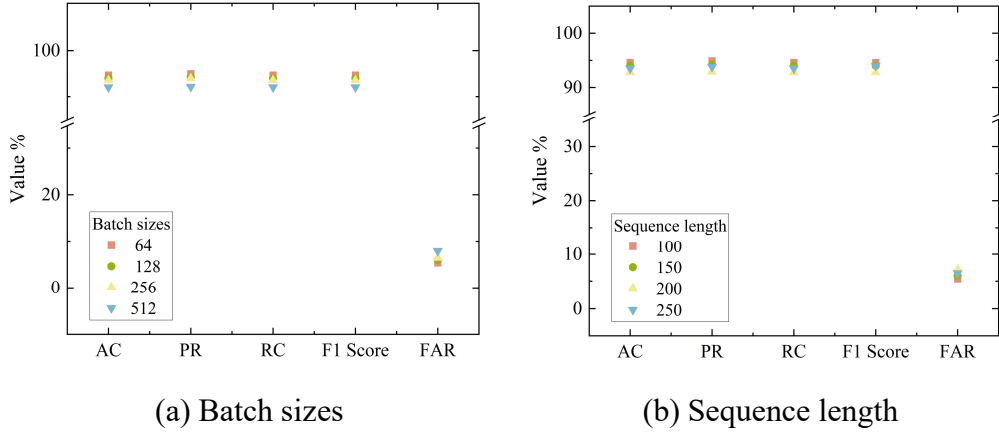 100
20
0
Value %
Batch sizes
64
128
256
512
AC PR RC F1 Score FAR
(a) Batch sizes
100
90
30
20
10
0
Value %
Sequence length
100
150
200
250
AC PR RC F1 Score FAR
(b) Sequence length